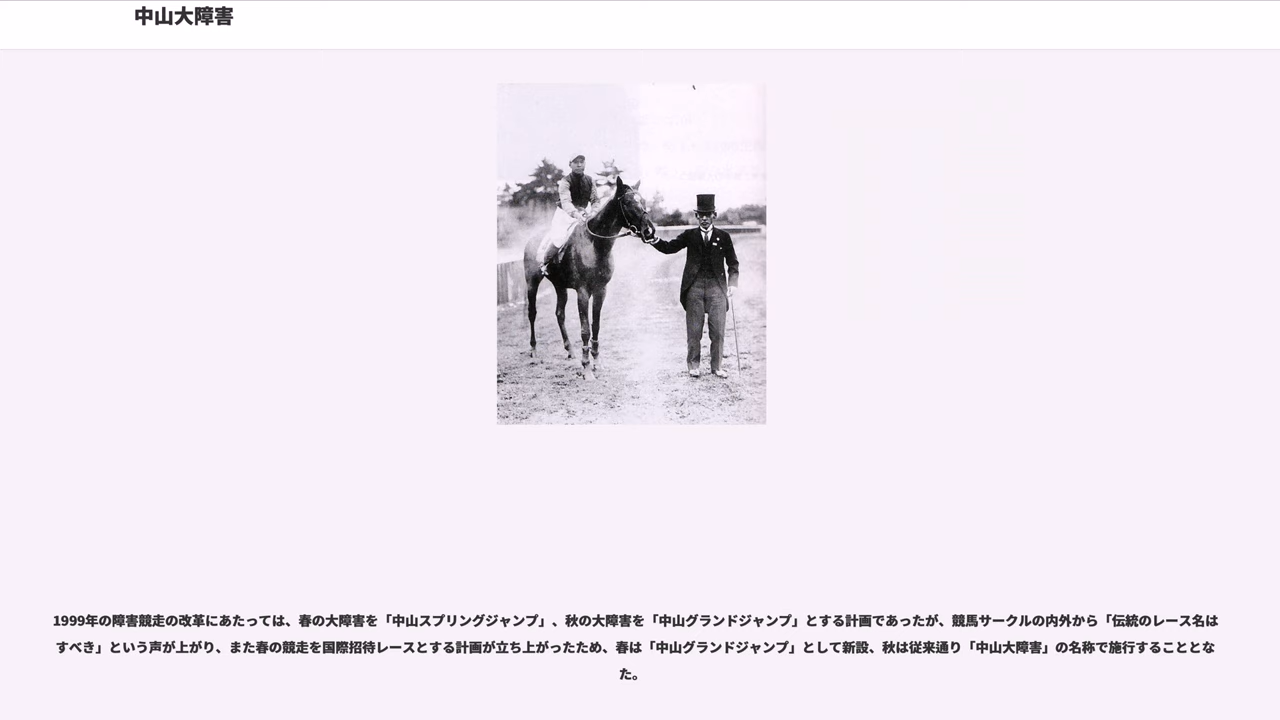 中山大障害
1999年の障害競走の改革にあたっては、春の大障害を「中山スプリングジャンプ」、秋の大障害を「中山グランドジャンプ」とする計画であったが、競馬サークルの内外から「伝統のレース名は
すべき」という声が上がり、また春の競走を国際招待レースとする計画が立ち上がったため、春は「中山グランドジャンプ」として新設、秋は従来通り「中山大障害」の名称で施行することとな
た。